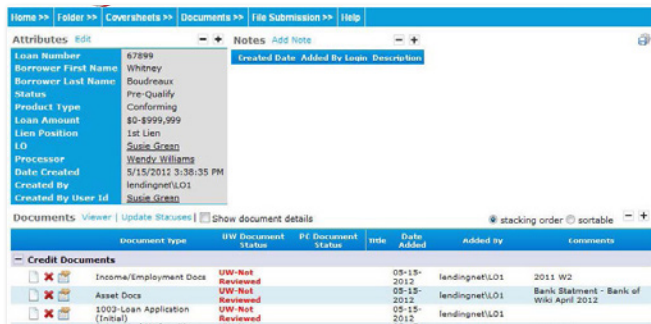 Home >> Folder >> Coversheets >> Documents >> File Submission >> Help
Attributes Edit
Notes Add Note
Loan Number 67899
Created Date Added By Login Description
Borrower First Name Whitney
Borrower Last Name Boudreaux
Status Pre-Qualify
Product Type Conforming
Loan Amount $0-$999,999
Lien Position 1st Lien
LO Susie Green
Processor Wendy Williams
Date Created 5/15/2012 3:38:35 PM
Created By lendingnet\LO1
Created By User Id Susie Green
Documents Viewer | Update Statuses | Show document details stacking order sortable
Document Type UW Document Status PC Document Status Title Date Added Added By Comments
Credit Documents
Income/Employment Docs UW-Not Reviewed 05-15-2012 lendingnet\LO1 2011 W2
Asset Docs UW-Not Reviewed 05-15-2012 lendingnet\LO1 Bank Statment - Bank of Wiki April 2012
1003-Loan Application (Initial) UW-Not Reviewed 05-15-2012 lendingnet\LO1